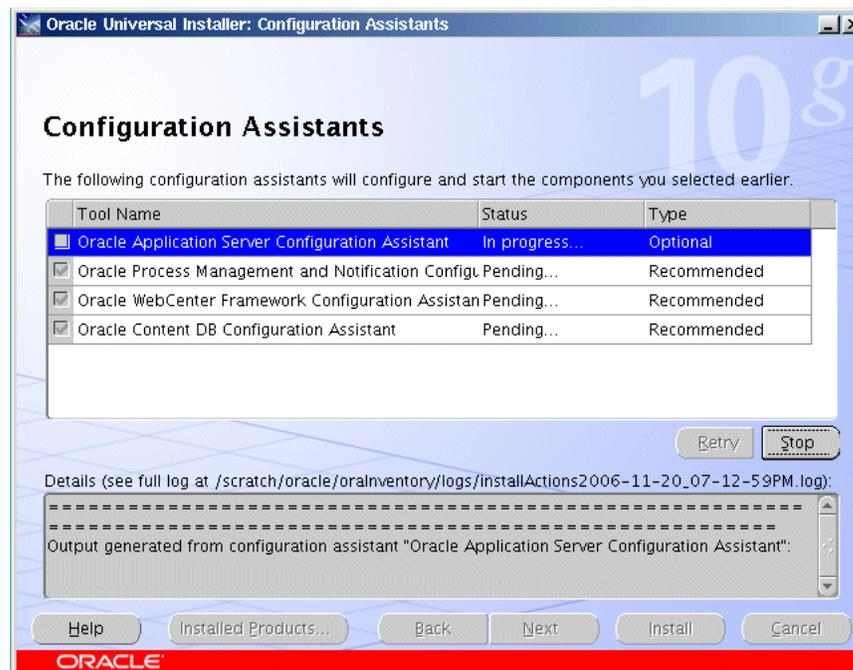 Oracle Universal Installer: Configuration Assistants
10g
Configuration Assistants
The following configuration assistants will configure and start the components you selected earlier.
Tool Name Status Type
Oracle Application Server Configuration Assistant In progress... Optional
Oracle Process Management and Notification Configu Pending... Recommended
Oracle WebCenter Framework Configuration Assistan Pending... Recommended
Oracle Content DB Configuration Assistant Pending... Recommended
Retry Stop
Details (see full log at /scratch/oracle/oraInventory/logs/installActions2006-11-20_07-12-59PM.log):
= = = = = = = = = = = = = = = = = = = = = = = = = = = = = = = = = = = = = = = = = = = = = = = = = = = = = = = = =
= = = = = = = = = = = = = = = = = = = = = = = = = = = = = = = = = = = = = = = = = = = = = = = = = = = = = = =
Output generated from configuration assistant "Oracle Application Server Configuration Assistant":
Help Installed Products... Back Next Install Cancel
ORACLE